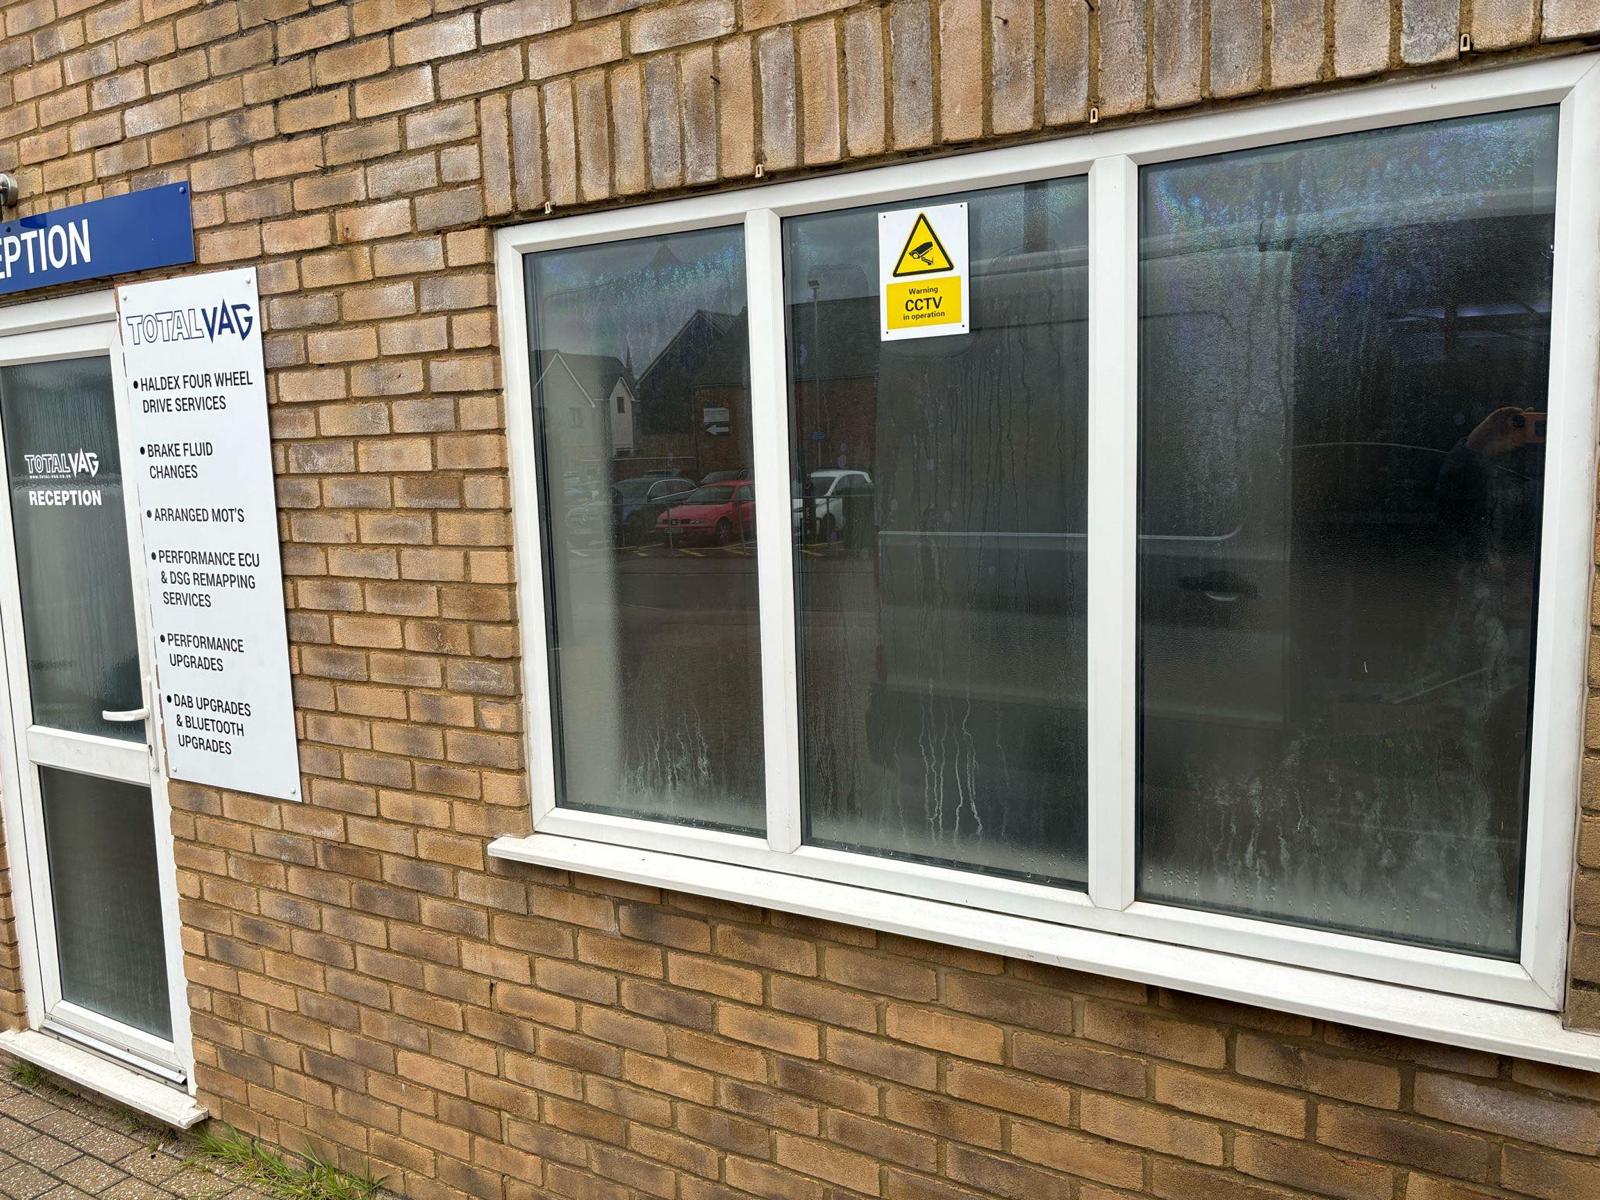 EPTION
TOTALVAG
• HALDEX FOUR WHEEL
DRIVE SERVICES
• BRAKE FLUID
CHANGES
• ARRANGED MOT'S
• PERFORMANCE ECU
& DSG REMAPPING
SERVICES
• PERFORMANCE
UPGRADES
• DAB UPGRADES
& BLUETOOTH
UPGRADES
TOTALVAG
RECEPTION
Warning
CCTV
in operation